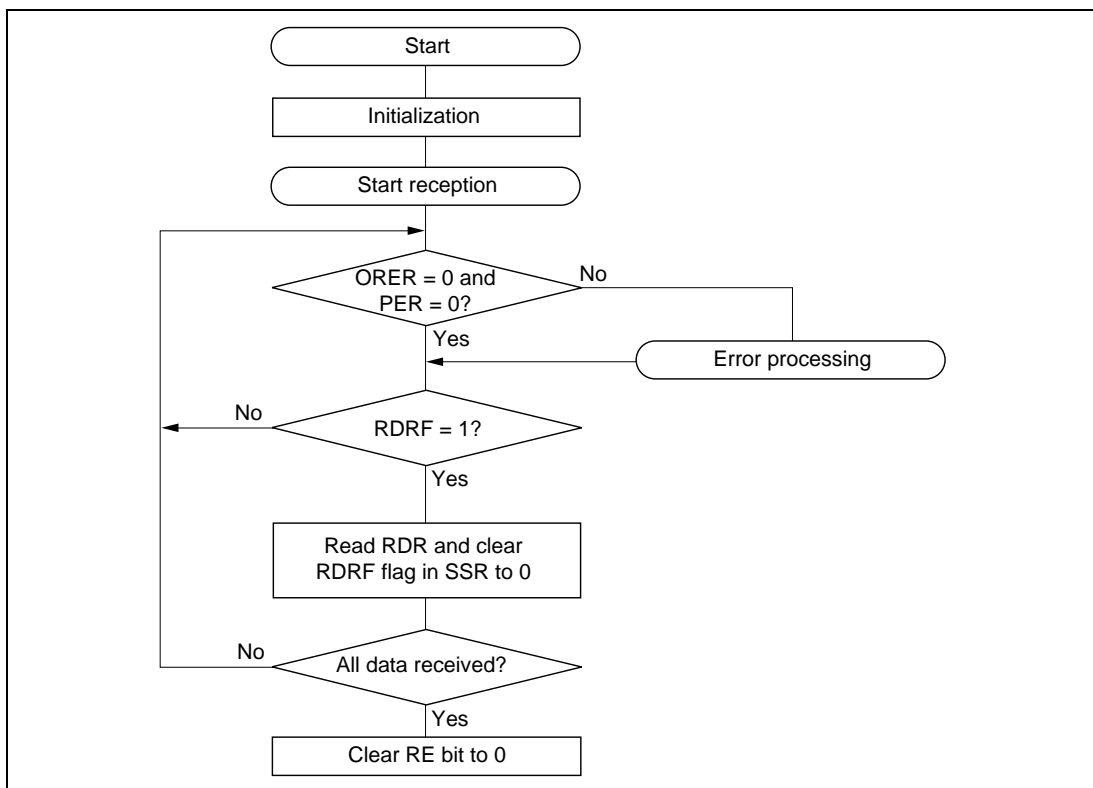 Start
Initialization
Start reception
ORER = 0 and
PER = 0?
No
Yes
Error processing
No
RDRF = 1?
Yes
Read RDR and clear
RDRF flag in SSR to 0
No
All data received?
Yes
Clear RE bit to 0